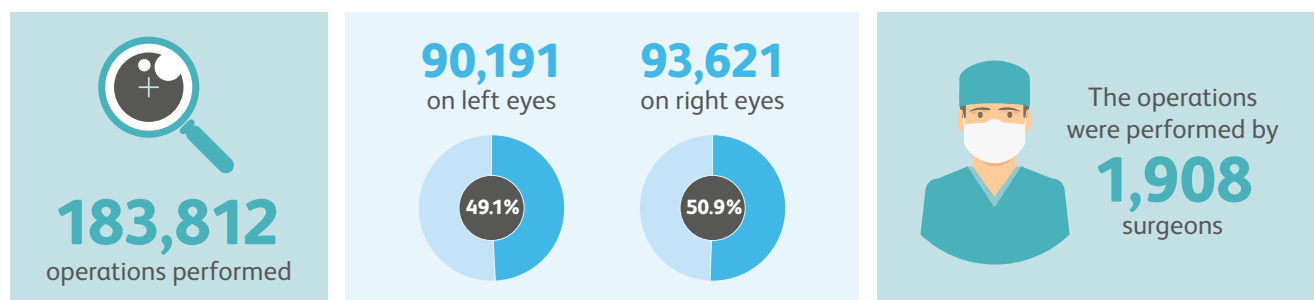 183,812
operations performed
90,191
on left eyes
49.1%
93,621
on right eyes
50.9%
The operations
were performed by
1,908
surgeons